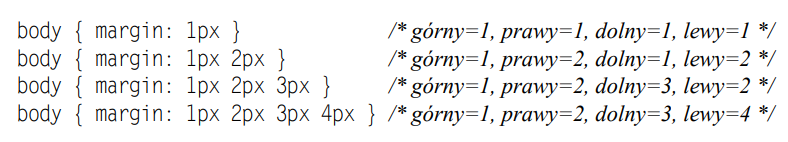 body { margin: 1px } /* górny=1, prawy=1, dolny=1, lewy=1 */
body { margin: 1px 2px } /* górny=1, prawy=2, dolny=1, lewy=2 */
body { margin: 1px 2px 3px } /* górny=1, prawy=2, dolny=3, lewy=2 */
body { margin: 1px 2px 3px 4px } /* górny=1, prawy=2, dolny=3, lewy=4 */